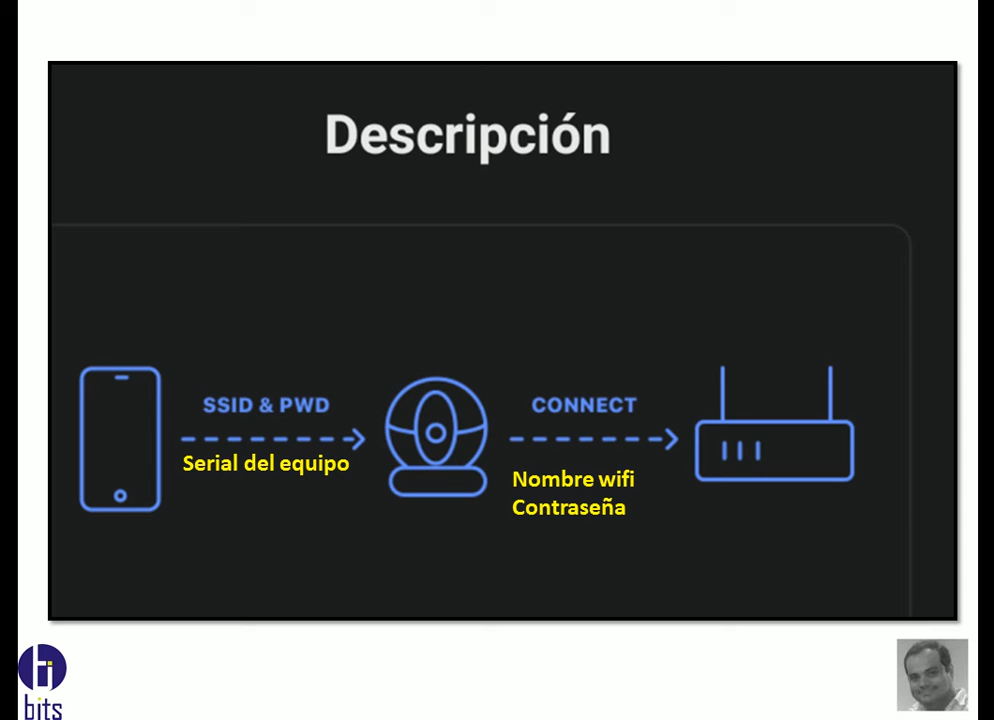 Descripción
SSID & PWD
Serial del equipo
CONNECT
Nombre wifi
Contraseña
bits